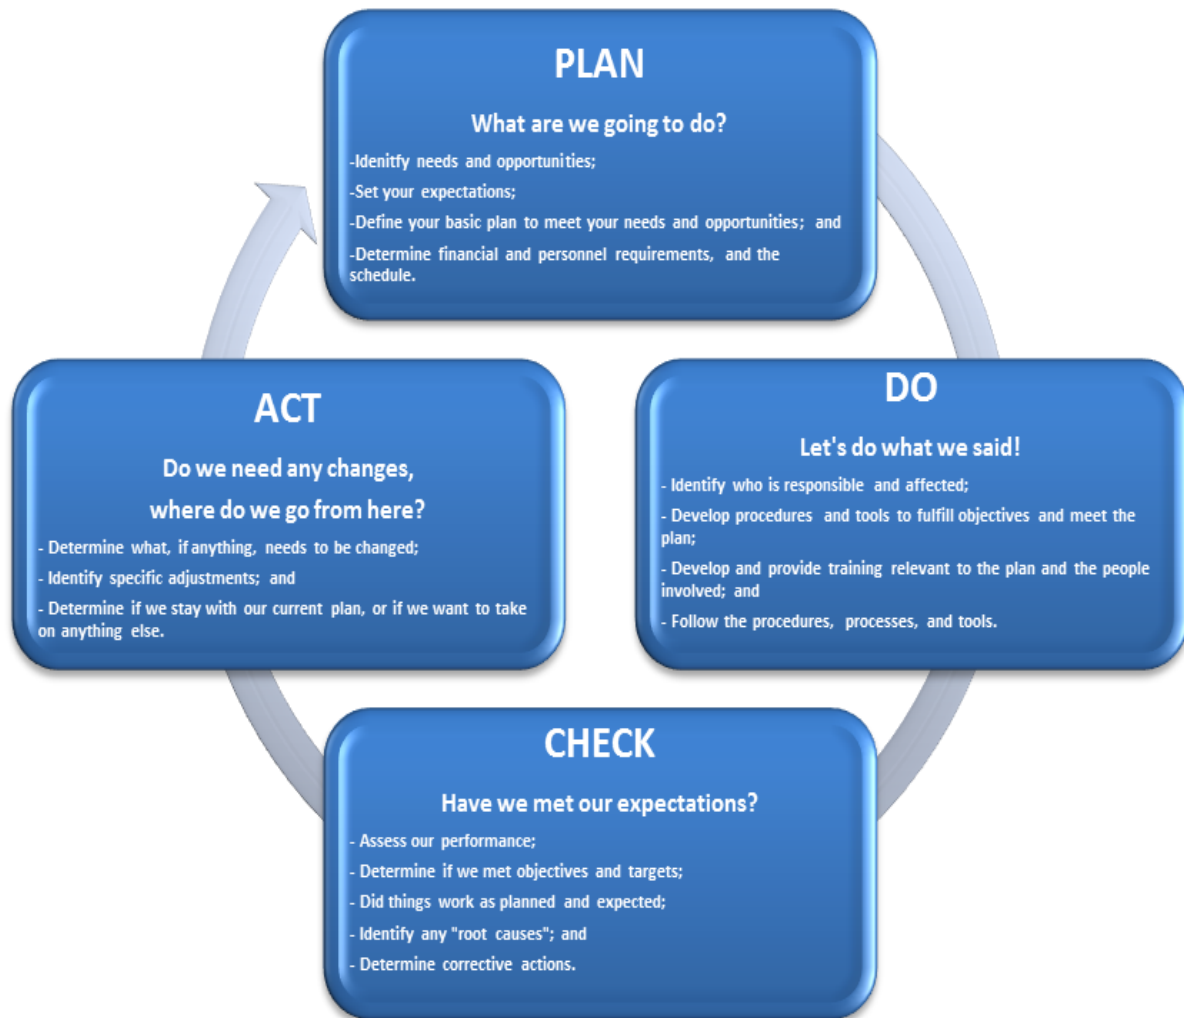 PLAN
What are we going to do?
-Idenitfy needs and opportunities;
-Set your expectations;
-Define your basic plan to meet your needs and opportunities; and
-Determine financial and personnel requirements, and the
schedule.
ACT
Do we need any changes,
where do we go from here?
- Determine what, if anything, needs to be changed;
- Identify specific adjustments; and
- Determine if we stay with our current plan, or if we want to take
on anything else.
DO
Let's do what we said!
- Identify who is responsible and affected;
- Develop procedures and tools to fulfill objectives and meet the
plan;
- Develop and provide training relevant to the plan and the people
involved; and
- Follow the procedures, processes, and tools.
CHECK
Have we met our expectations?
- Assess our performance;
- Determine if we met objectives and targets;
- Did things work as planned and expected;
- Identify any "root causes"; and
- Determine corrective actions.